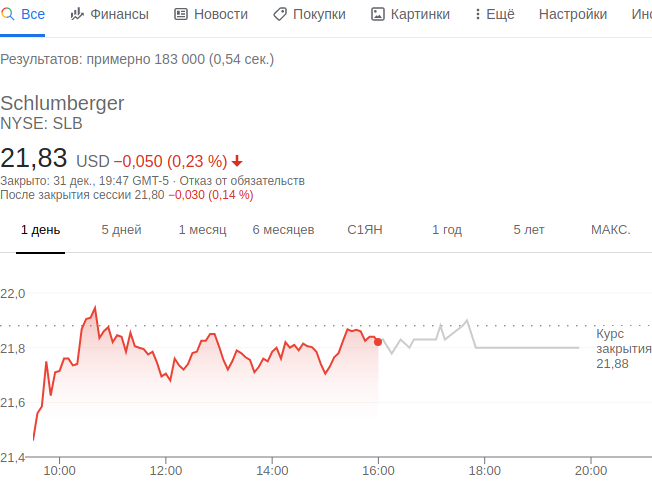 Все Финансы Новости Покупки Картинки Ещё Настройки
Результатов: примерно 183 000 (0,54 сек.)
Schlumberger
NYSE: SLB
21,83 USD −0,050 (0,23 %)
Закрыто: 31 дек., 19:47 GMT-5 · Отказ от обязательств
После закрытия сессии 21,80 −0,030 (0,14 %)
1 день 5 дней 1 месяц 6 месяцев С1ЯН 1 год 5 лет МАКС.
22,0
21,8
21,6
21,4
Курс
закрытия
21,88
10:00 12:00 14:00 16:00 18:00 20:00